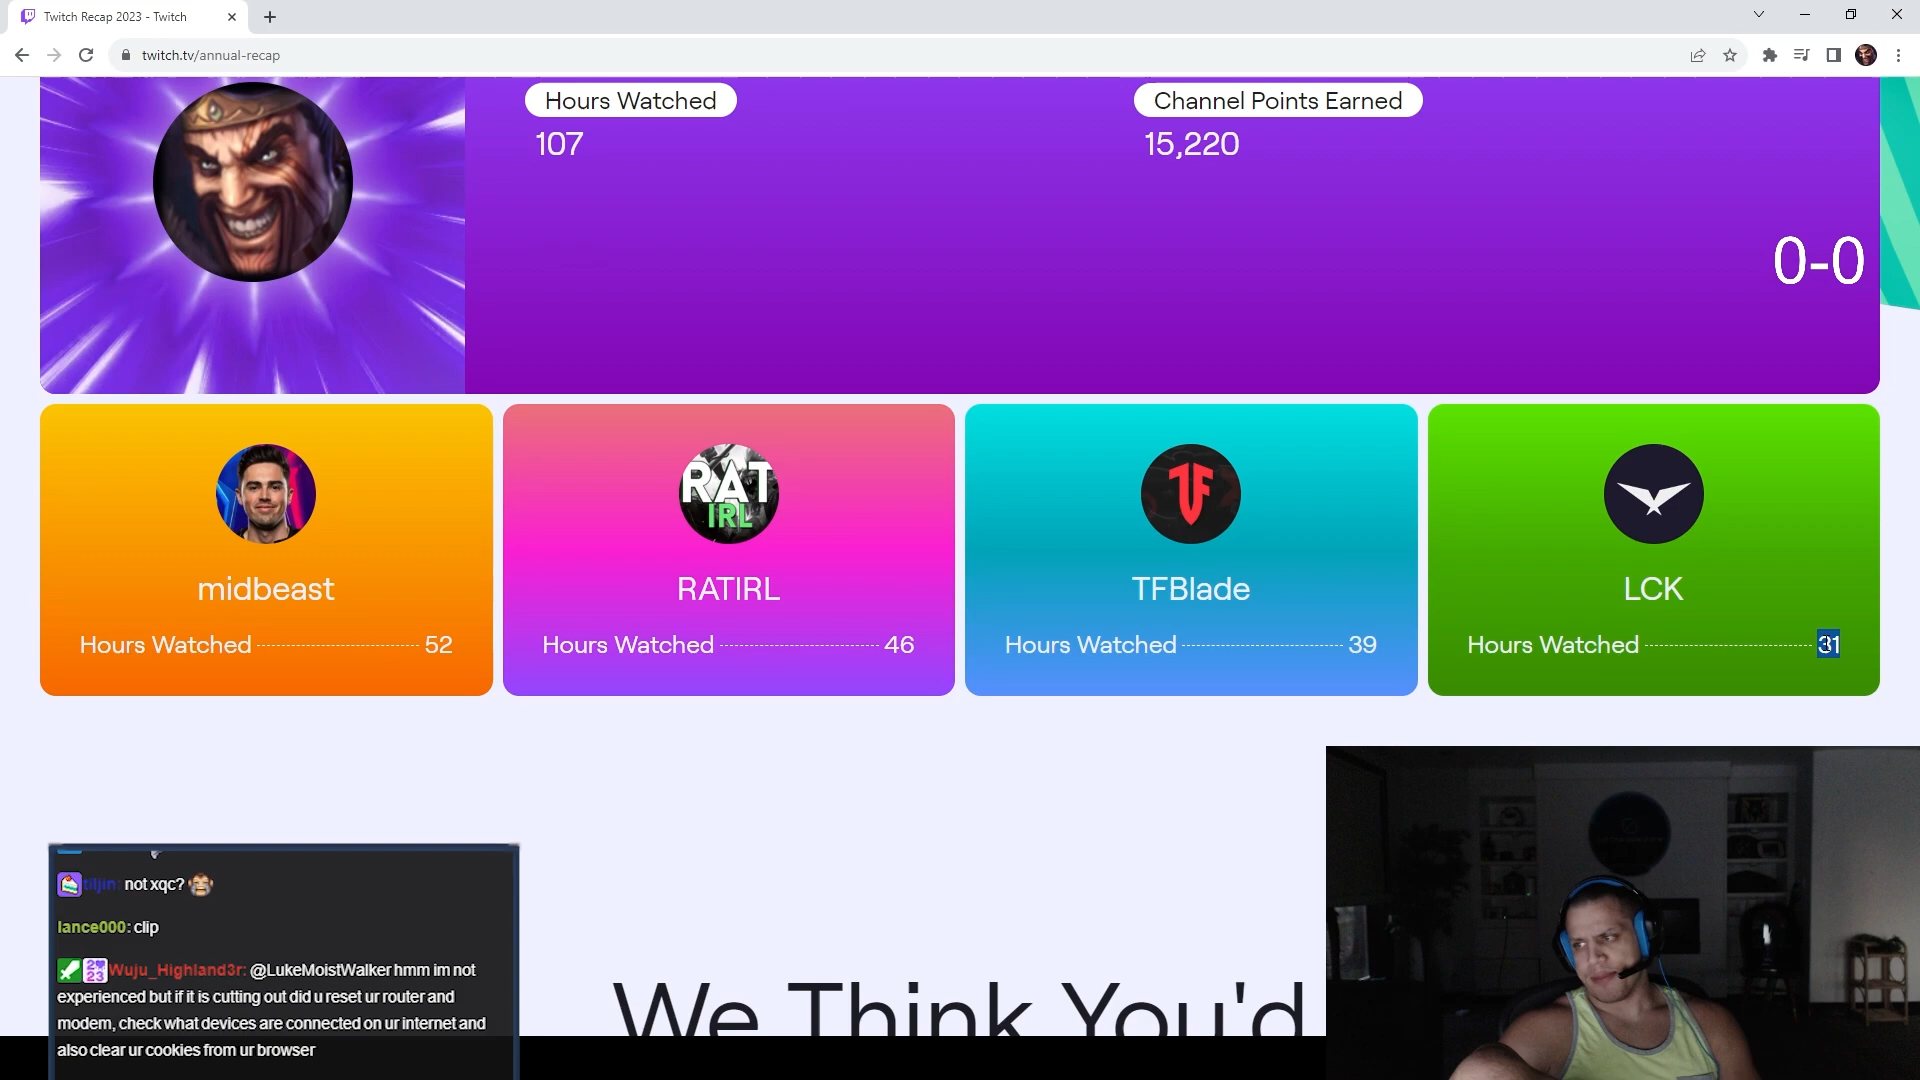 Twitch Recap 2023 - Twitch
twitch.tv/annual-recap
Hours Watched
107
Channel Points Earned
15,220
0-0
RAT
IRL
TF
midbeast
RATIRL
TFBlade
LCK
Hours Watched 52
Hours Watched 46
Hours Watched 39
Hours Watched 31
tiljin: not xqc?
lance000: clip
2023
Wuju_Highland3r: @LukeMoistWalker hmm im not
experienced but if it is cutting out did u reset ur router and
modem, check what devices are connected on ur internet and
also clear ur cookies from ur browser
We Think You'd